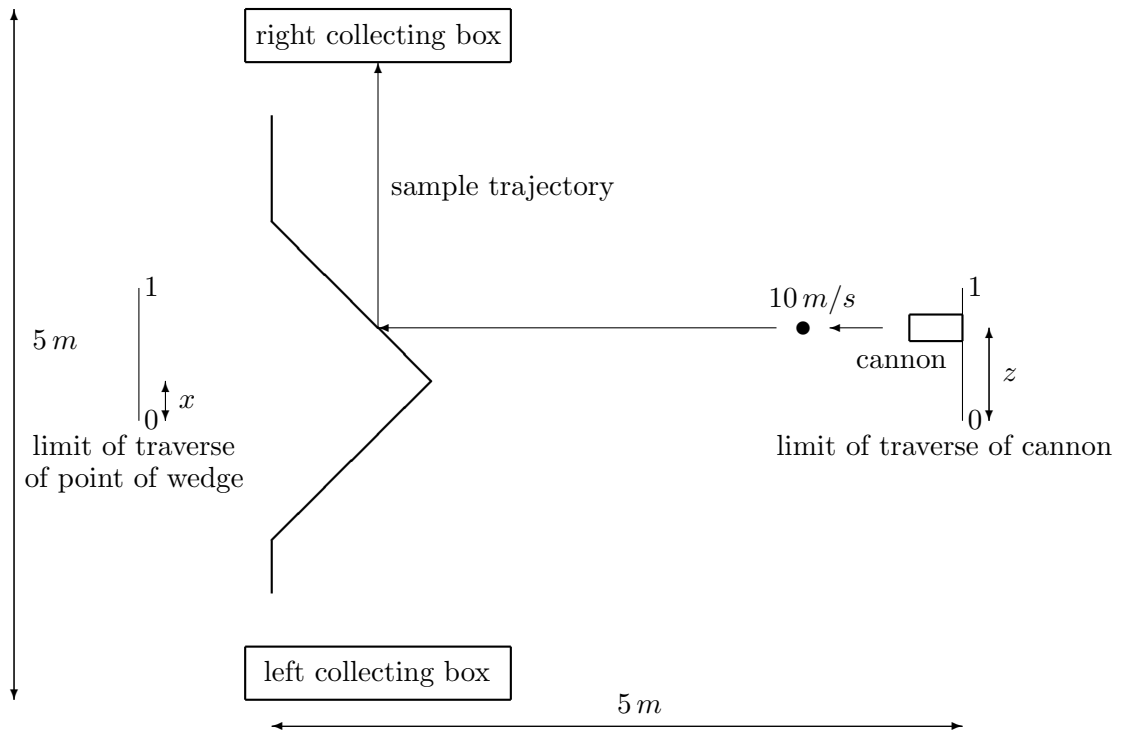 right collecting box
sample trajectory
1
10 m/s
1
5 m
cannon
z
x
0
0
limit of traverse
of point of wedge
limit of traverse of cannon
left collecting box
5 m